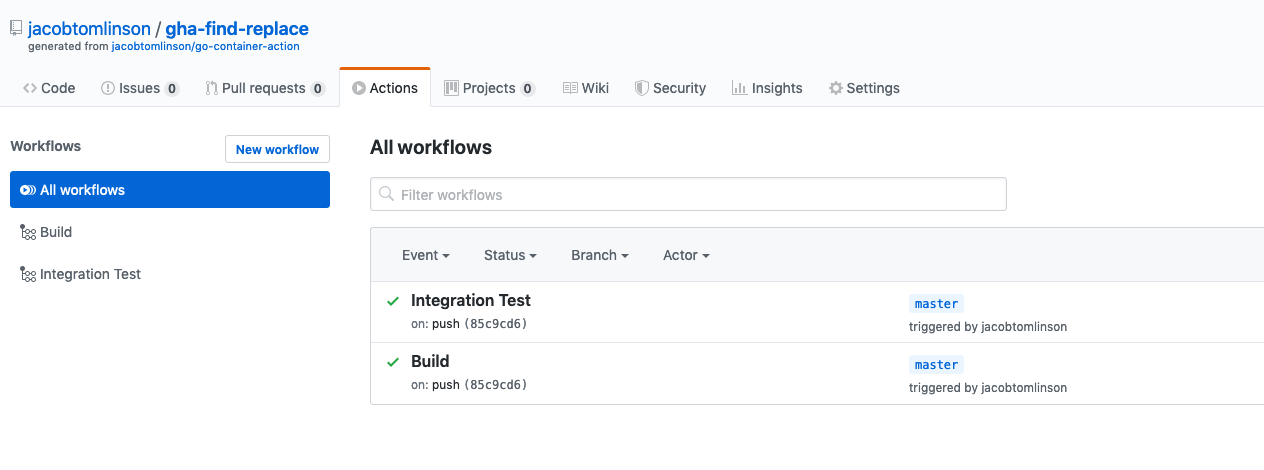 jacobtomlinson / gha-find-replace
generated from jacobtomlinson/go-container-action
Code Issues 0 Pull requests 0 Actions Projects 0 Wiki Security Insights Settings
Workflows
New workflow
All workflows
Build
Integration Test
All workflows
Filter workflows
Event Status Branch Actor
Integration Test
on: push (85c9cd6)
master
triggered by jacobtomlinson
Build
on: push (85c9cd6)
master
triggered by jacobtomlinson